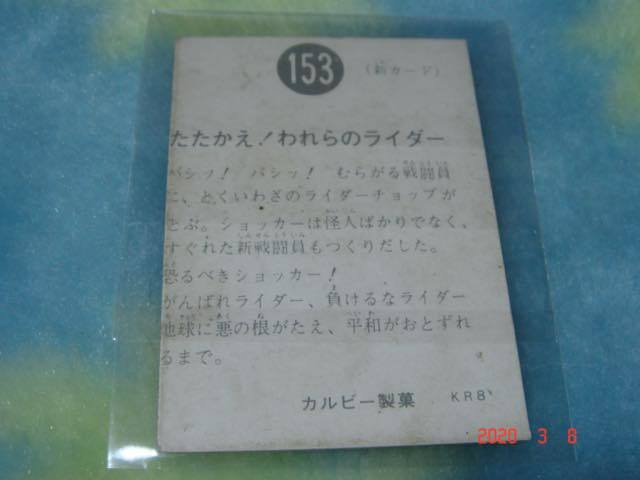 153 (新カード)
たたかえ!われらのライダー
バシッ! バシッ! むらがる戦闘員
に、とくいわざのライダーチョップが
とぶ。ショッカーは怪人ばかりでなく、
すぐれた新戦闘員もつくりだした。
恐るべきショッカー!
がんばれライダー、負けるなライダー
地球に悪の根がたえ、平和がおとずれ
るまで。
カルビー製菓 KR8
2020 3 8